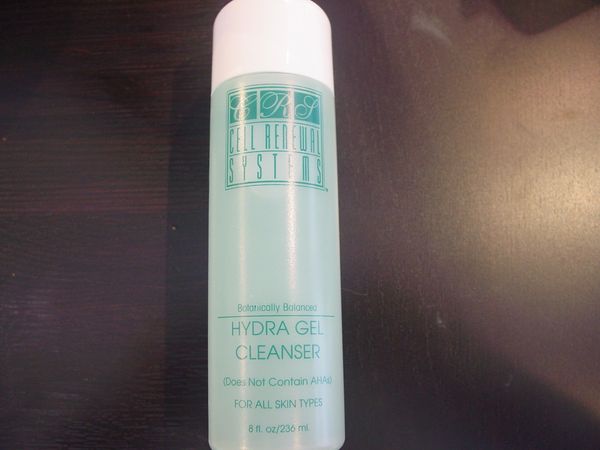 CRS
CELL RENEWAL
SYSTEMS
™
Botanically Balanced
HYDRA GEL
CLEANSER
(Does Not Contain AHAs)
FOR ALL SKIN TYPES
8 fl. oz/236 ml.